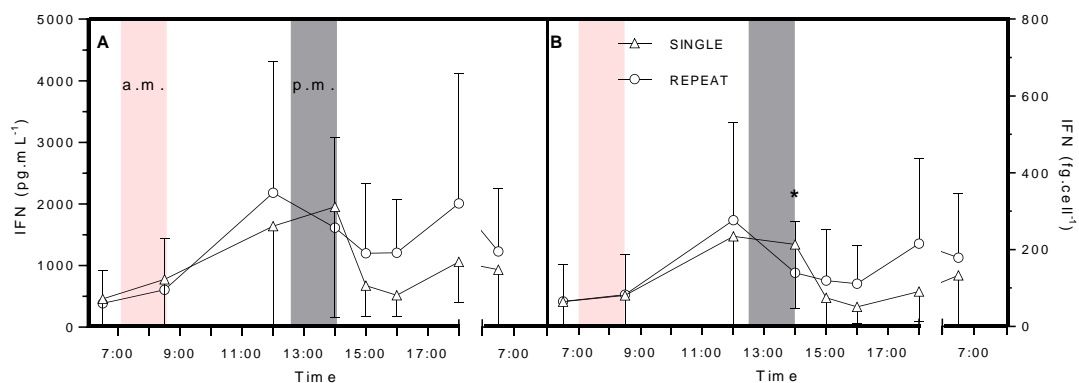 5000
4000
3000
2000
1000
0
IFN (pg.mL-1)
A
a.m.
p.m.
7:00 9:00 11:00 13:00 15:00 17:00 7:00
Time
B
SINGLE
REPEAT
*
7:00 9:00 11:00 13:00 15:00 17:00 7:00
Time
800
600
400
200
0
IFN (fg.cell-1)